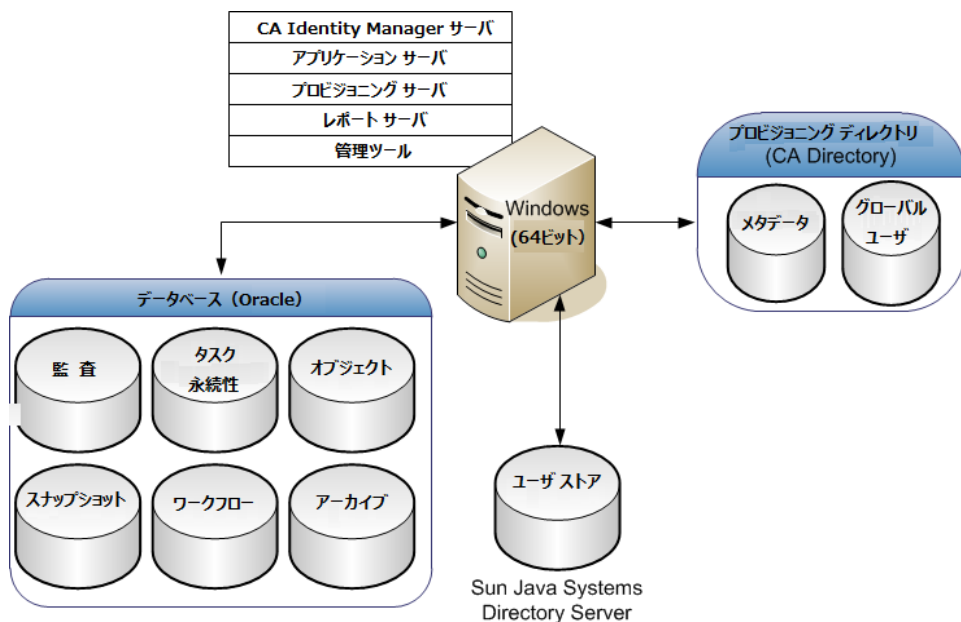 CA Identity Manager サーバ
アプリケーション サーバ
プロビジョニング サーバ
レポート サーバ
管理ツール
プロビジョニング ディレクトリ
(CA Directory)
メタデータ
グローバル
ユーザ
Windows
(64ビット)
データベース（Oracle）
監 査
タスク
永続性
オブジェクト
スナップショット
ワークフロー
アーカイブ
ユーザ ストア
Sun Java Systems
Directory Server